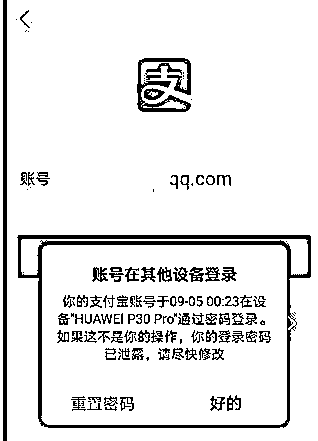 支
账号 qq.com
账号在其他设备登录
你的支付宝账号于09-05 00:23在设
备"HUAWEI P30 Pro"通过密码登录。
如果这不是你的操作，你的登录密码
已泄露，请尽快修改
重置密码 好的